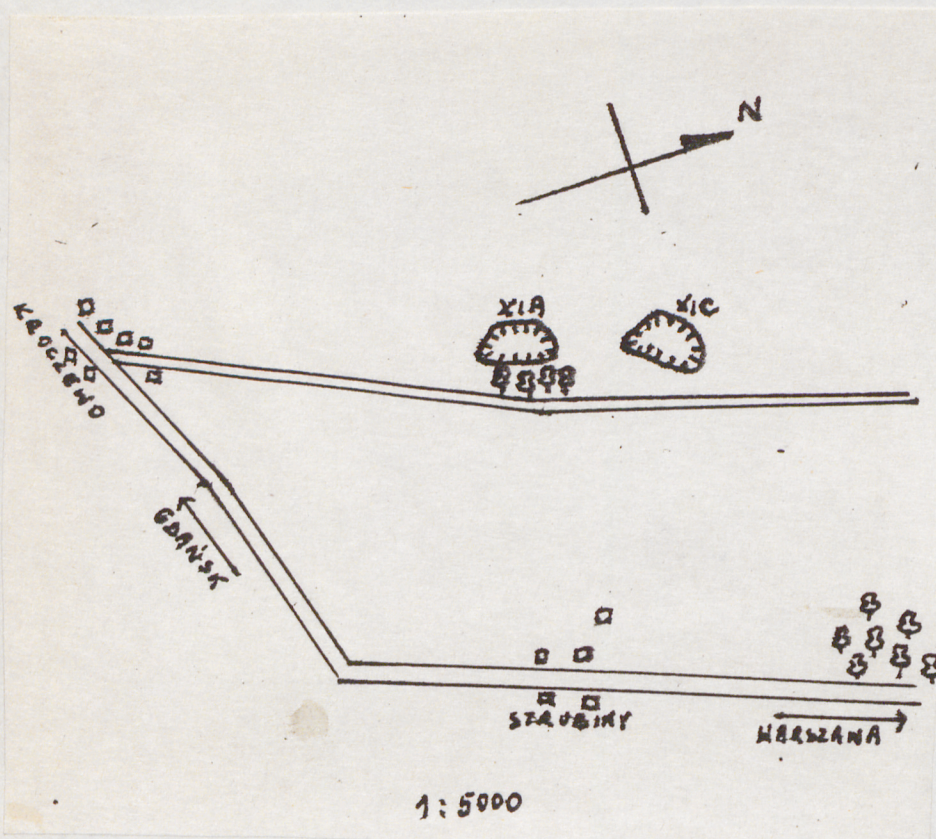 N
XIA
XIC
KROCZEWO
GDAŃSK
STRUBINY
WARSZAWA
1:5000